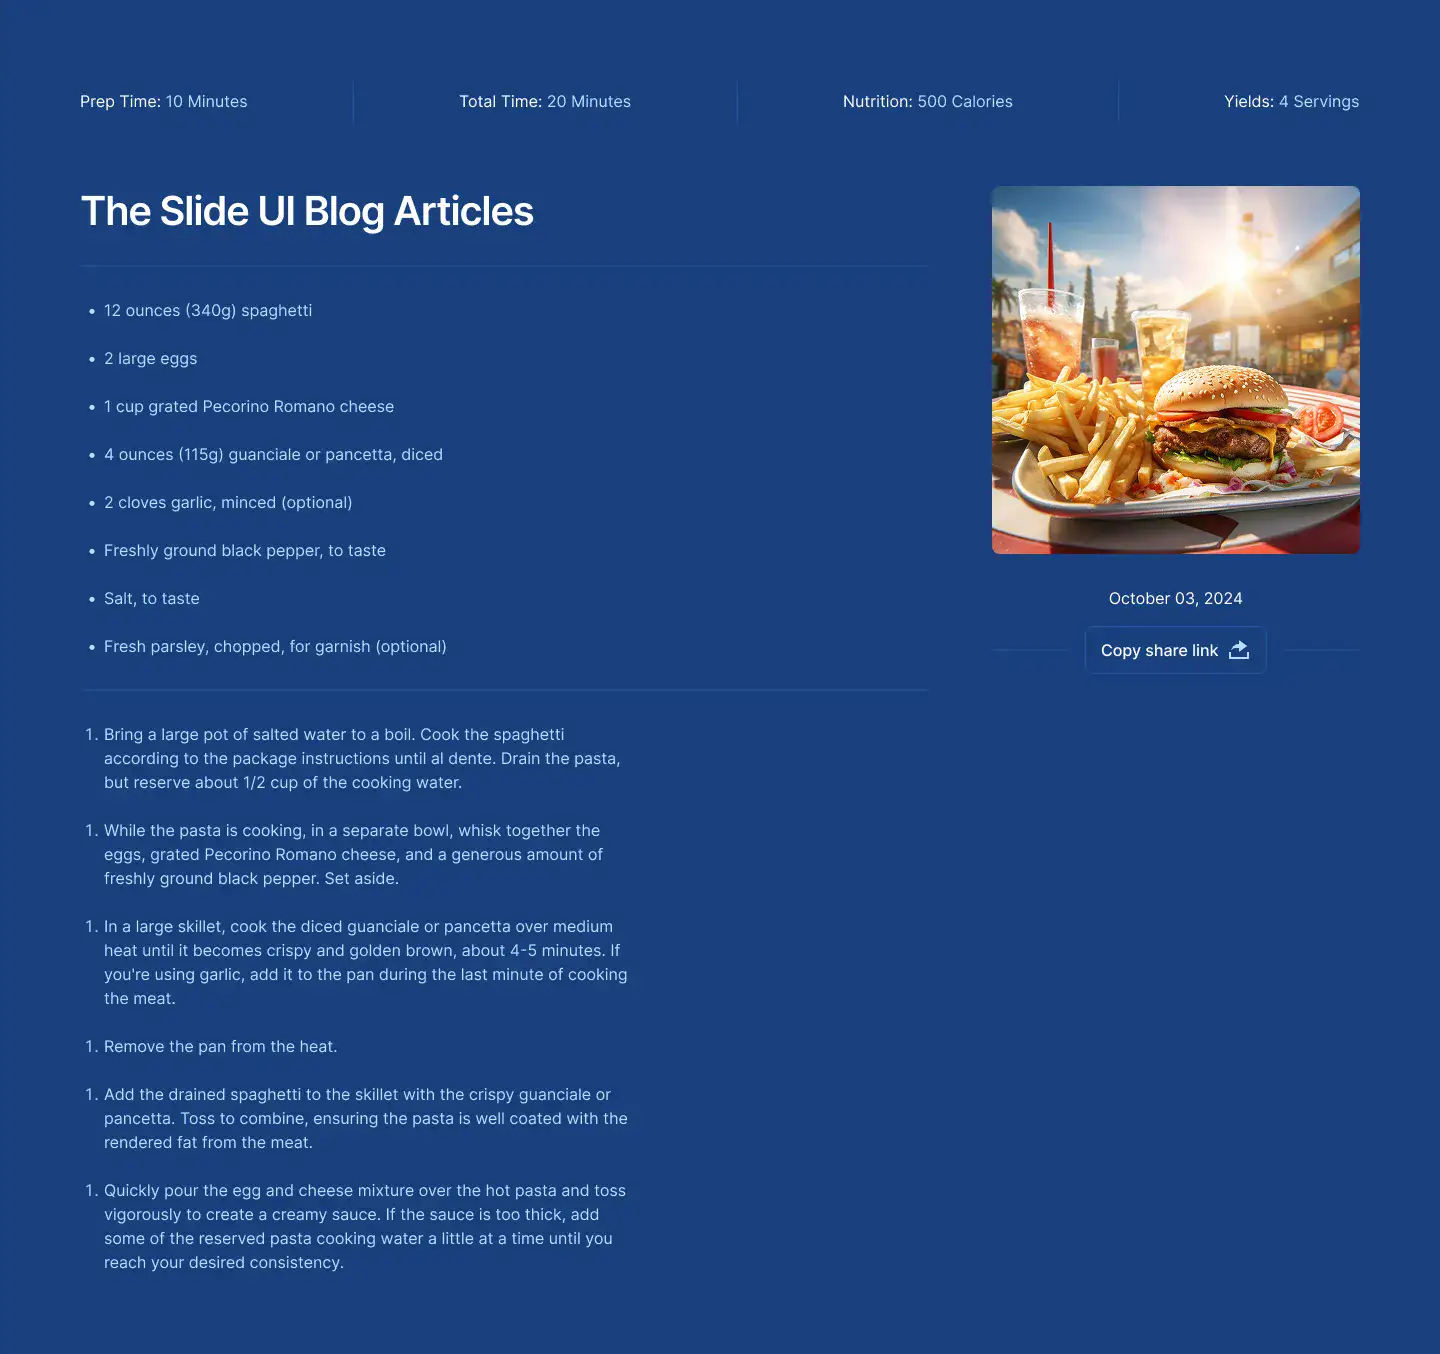 Prep Time: 10 Minutes
Total Time: 20 Minutes
Nutrition: 500 Calories
Yields: 4 Servings
The Slide UI Blog Articles
• 12 ounces (340g) spaghetti
• 2 large eggs
• 1 cup grated Pecorino Romano cheese
• 4 ounces (115g) guanciale or pancetta, diced
• 2 cloves garlic, minced (optional)
• Freshly ground black pepper, to taste
• Salt, to taste
• Fresh parsley, chopped, for garnish (optional)
1. Bring a large pot of salted water to a boil. Cook the spaghetti
according to the package instructions until al dente. Drain the pasta,
but reserve about 1/2 cup of the cooking water.
1. While the pasta is cooking, in a separate bowl, whisk together the
eggs, grated Pecorino Romano cheese, and a generous amount of
freshly ground black pepper. Set aside.
1. In a large skillet, cook the diced guanciale or pancetta over medium
heat until it becomes crispy and golden brown, about 4-5 minutes. If
you're using garlic, add it to the pan during the last minute of cooking
the meat.
1. Remove the pan from the heat.
1. Add the drained spaghetti to the skillet with the crispy guanciale or
pancetta. Toss to combine, ensuring the pasta is well coated with the
rendered fat from the meat.
1. Quickly pour the egg and cheese mixture over the hot pasta and toss
vigorously to create a creamy sauce. If the sauce is too thick, add
some of the reserved pasta cooking water a little at a time until you
reach your desired consistency.
October 03, 2024
Copy share link